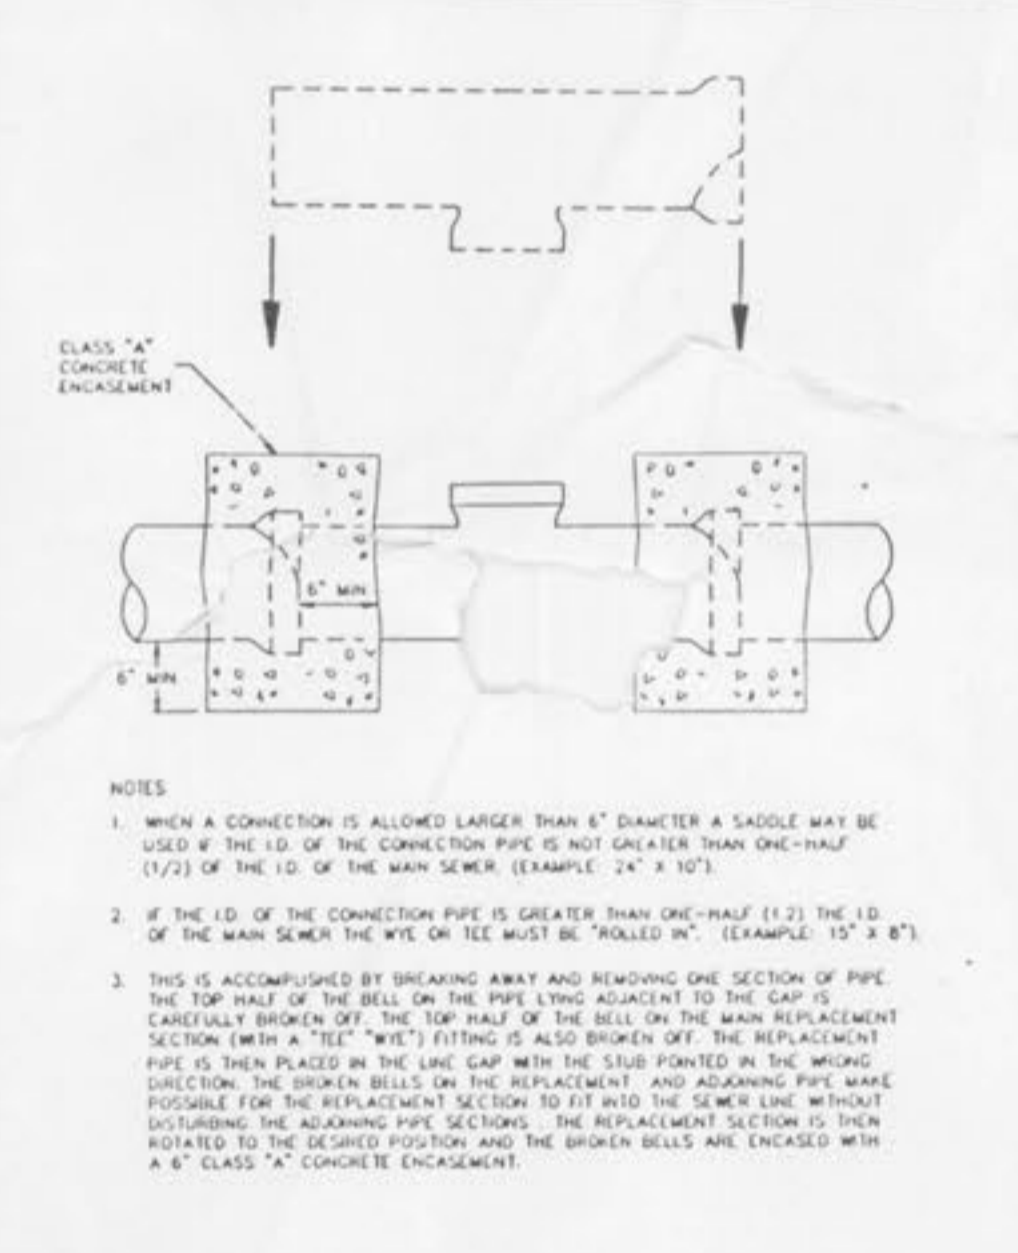 CLASS "A"
CONCRETE
ENCASEMENT
6" MIN
6" MIN
NOTES
1. WHEN A CONNECTION IS ALLOWED LARGER THAN 6" DIAMETER A SADDLE MAY BE
USED IF THE I.D. OF THE CONNECTION PIPE IS NOT GREATER THAN ONE-HALF
(1/2) OF THE I.D. OF THE MAIN SEWER. (EXAMPLE: 24" X 10").
2. IF THE I.D. OF THE CONNECTION PIPE IS GREATER THAN ONE-HALF (1.2) THE I.D.
OF THE MAIN SEWER THE WYE OR TEE MUST BE "ROLLED IN". (EXAMPLE: 15" X 8").
3. THIS IS ACCOMPLISHED BY BREAKING AWAY AND REMOVING ONE SECTION OF PIPE.
THE TOP HALF OF THE BELL ON THE PIPE LYING ADJACENT TO THE GAP IS
CAREFULLY BROKEN OFF. THE TOP HALF OF THE BELL ON THE MAIN REPLACEMENT
SECTION (WITH A "TEE" "WYE") FITTING IS ALSO BROKEN OFF. THE REPLACEMENT
PIPE IS THEN PLACED IN THE LINE GAP WITH THE STUB POINTED IN THE WRONG
DIRECTION. THE BROKEN BELLS ON THE REPLACEMENT AND ADJOINING PIPE MAKE
POSSIBLE FOR THE REPLACEMENT SECTION TO FIT INTO THE SEWER LINE WITHOUT
DISTURBING THE ADJOINING PIPE SECTIONS. THE REPLACEMENT SECTION IS THEN
ROTATED TO THE DESIRED POSITION AND THE BROKEN BELLS ARE ENCASED WITH
A 6" CLASS "A" CONCRETE ENCASEMENT.